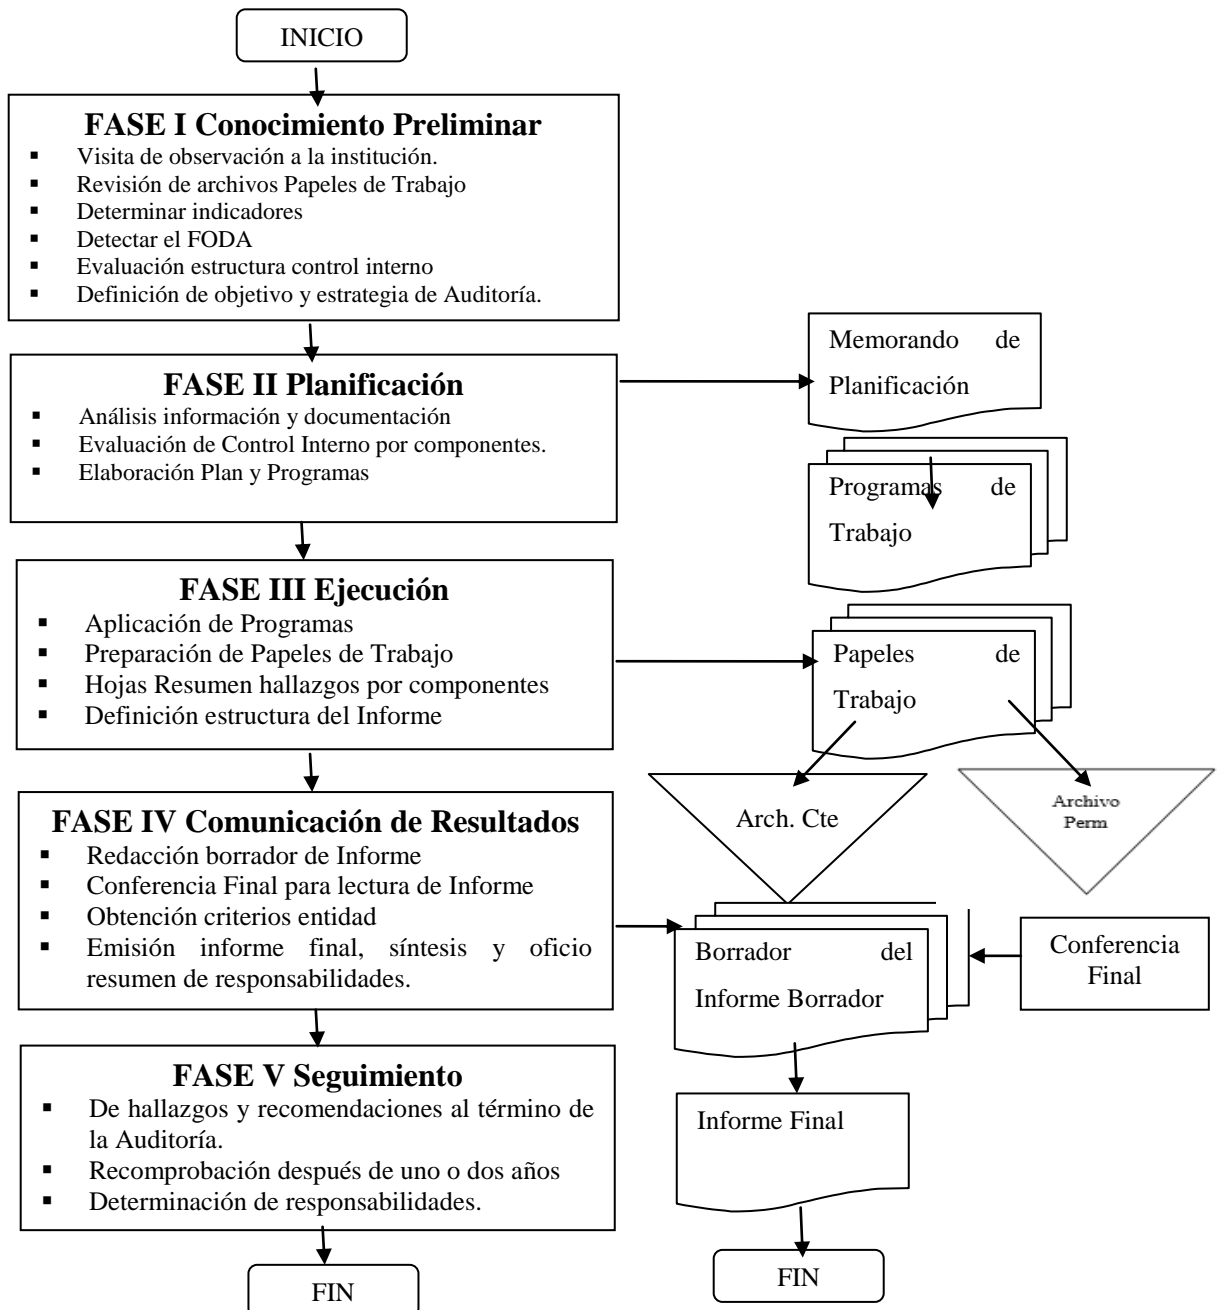 INICIO
FASE I Conocimiento Preliminar
▪ Visita de observación a la institución.
▪ Revisión de archivos Papeles de Trabajo
▪ Determinar indicadores
▪ Detectar el FODA
▪ Evaluación estructura control interno
▪ Definición de objetivo y estrategia de Auditoría.
FASE II Planificación
▪ Análisis información y documentación
▪ Evaluación de Control Interno por componentes.
▪ Elaboración Plan y Programas
Memorando de
Planificación
Programas de
Trabajo
FASE III Ejecución
▪ Aplicación de Programas
▪ Preparación de Papeles de Trabajo
▪ Hojas Resumen hallazgos por componentes
▪ Definición estructura del Informe
Papeles de
Trabajo
Arch. Cte
Archivo
Perm
FASE IV Comunicación de Resultados
▪ Redacción borrador de Informe
▪ Conferencia Final para lectura de Informe
▪ Obtención criterios entidad
▪ Emisión informe final, síntesis y oficio
resumen de responsabilidades.
Borrador del
Informe Borrador
Conferencia
Final
FASE V Seguimiento
▪ De hallazgos y recomendaciones al término de
la Auditoría.
▪ Recomprobación después de uno o dos años
▪ Determinación de responsabilidades.
Informe Final
FIN
FIN